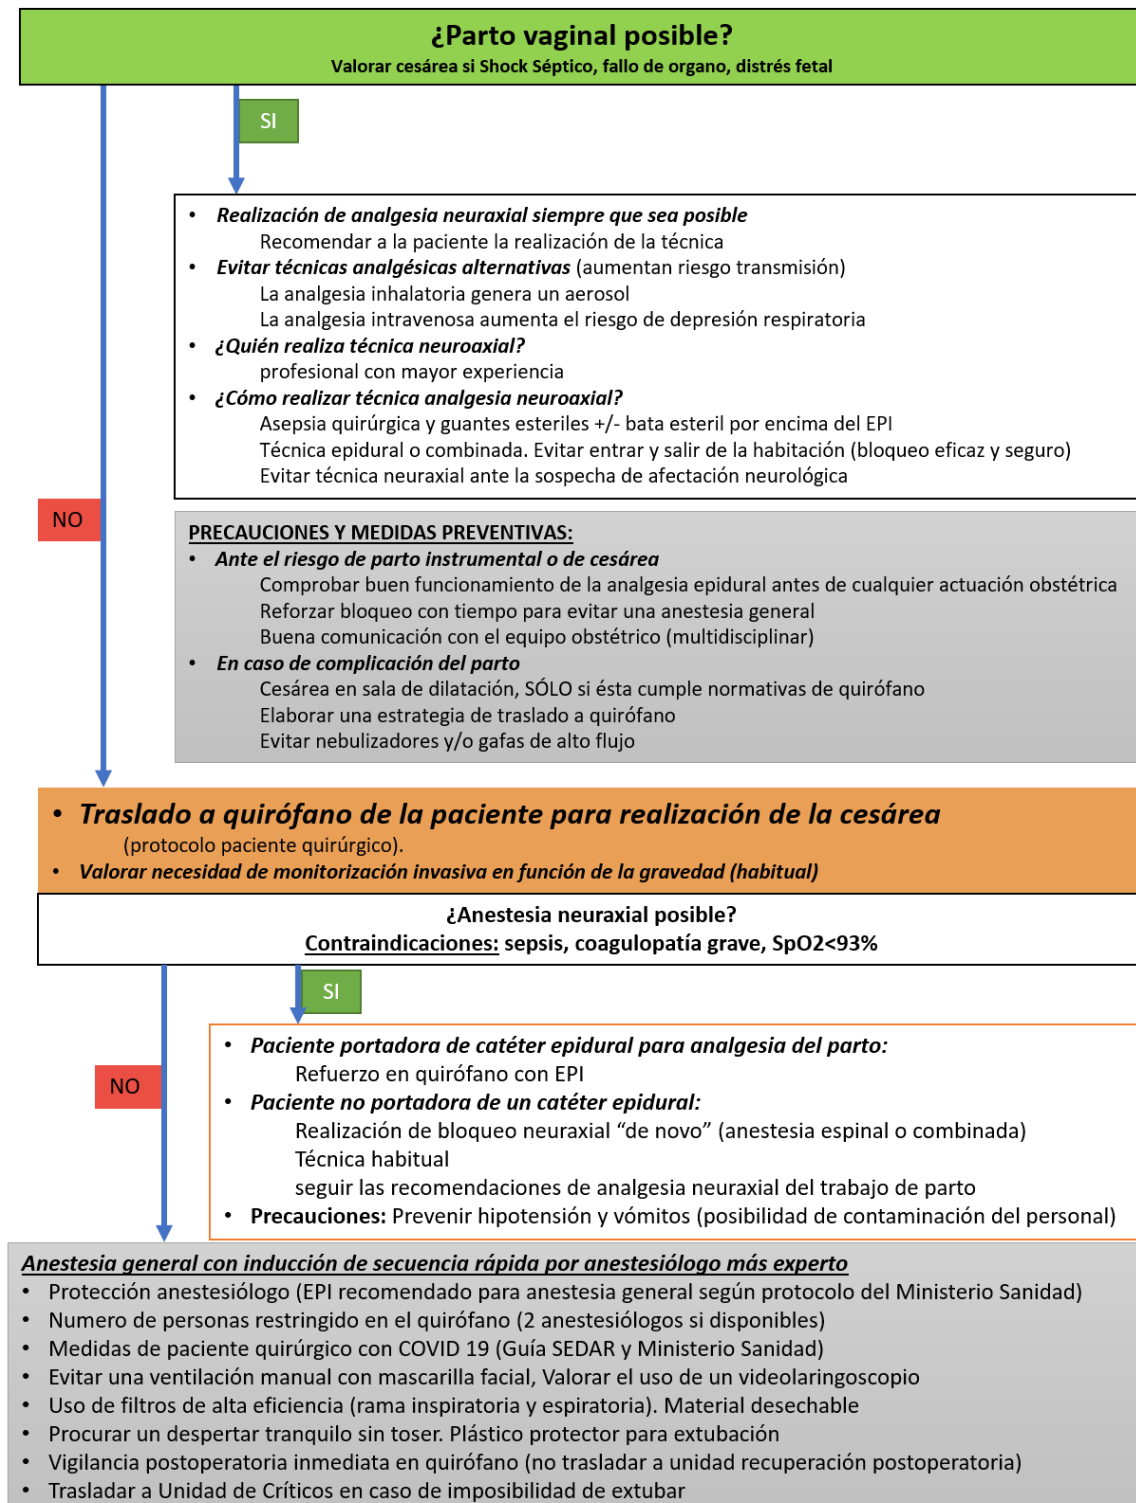 ¿Parto vaginal posible?
Valorar cesárea si Shock Séptico, fallo de organo, distrés fetal
SI
• Realización de analgesia neuraxial siempre que sea posible
Recomendar a la paciente la realización de la técnica
• Evitar técnicas analgésicas alternativas (aumentan riesgo transmisión)
La analgesia inhalatoria genera un aerosol
La analgesia intravenosa aumenta el riesgo de depresión respiratoria
• ¿Quién realiza técnica neuroaxial?
profesional con mayor experiencia
• ¿Cómo realizar técnica analgesia neuroaxial?
Asepsia quirúrgica y guantes esteriles +/- bata esteril por encima del EPI
Técnica epidural o combinada. Evitar entrar y salir de la habitación (bloqueo eficaz y seguro)
Evitar técnica neuraxial ante la sospecha de afectación neurológica
NO
PRECAUCIONES Y MEDIDAS PREVENTIVAS:
• Ante el riesgo de parto instrumental o de cesárea
Comprobar buen funcionamiento de la analgesia epidural antes de cualquier actuación obstétrica
Reforzar bloqueo con tiempo para evitar una anestesia general
Buena comunicación con el equipo obstétrico (multidisciplinar)
• En caso de complicación del parto
Cesárea en sala de dilatación, SÓLO si ésta cumple normativas de quirófano
Elaborar una estrategia de traslado a quirófano
Evitar nebulizadores y/o gafas de alto flujo
• Traslado a quirófano de la paciente para realización de la cesárea
(protocolo paciente quirúrgico).
• Valorar necesidad de monitorización invasiva en función de la gravedad (habitual)
¿Anestesia neuraxial posible?
Contraindicaciones: sepsis, coagulopatía grave, SpO2<93%
SI
• Paciente portadora de catéter epidural para analgesia del parto:
Refuerzo en quirófano con EPI
NO
• Paciente no portadora de un catéter epidural:
Realización de bloqueo neuraxial “de novo” (anestesia espinal o combinada)
Técnica habitual
seguir las recomendaciones de analgesia neuraxial del trabajo de parto
• Precauciones: Prevenir hipotensión y vómitos (posibilidad de contaminación del personal)
Anestesia general con inducción de secuencia rápida por anestesiólogo más experto
• Protección anestesiólogo (EPI recomendado para anestesia general según protocolo del Ministerio Sanidad)
• Numero de personas restringido en el quirófano (2 anestesiólogos si disponibles)
• Medidas de paciente quirúrgico con COVID 19 (Guía SEDAR y Ministerio Sanidad)
• Evitar una ventilación manual con mascarilla facial, Valorar el uso de un videolaringoscopio
• Uso de filtros de alta eficiencia (rama inspiratoria y espiratoria). Material desechable
• Procurar un despertar tranquilo sin toser. Plástico protector para extubación
• Vigilancia postoperatoria inmediata en quirófano (no trasladar a unidad recuperación postoperatoria)
• Trasladar a Unidad de Críticos en caso de imposibilidad de extubar